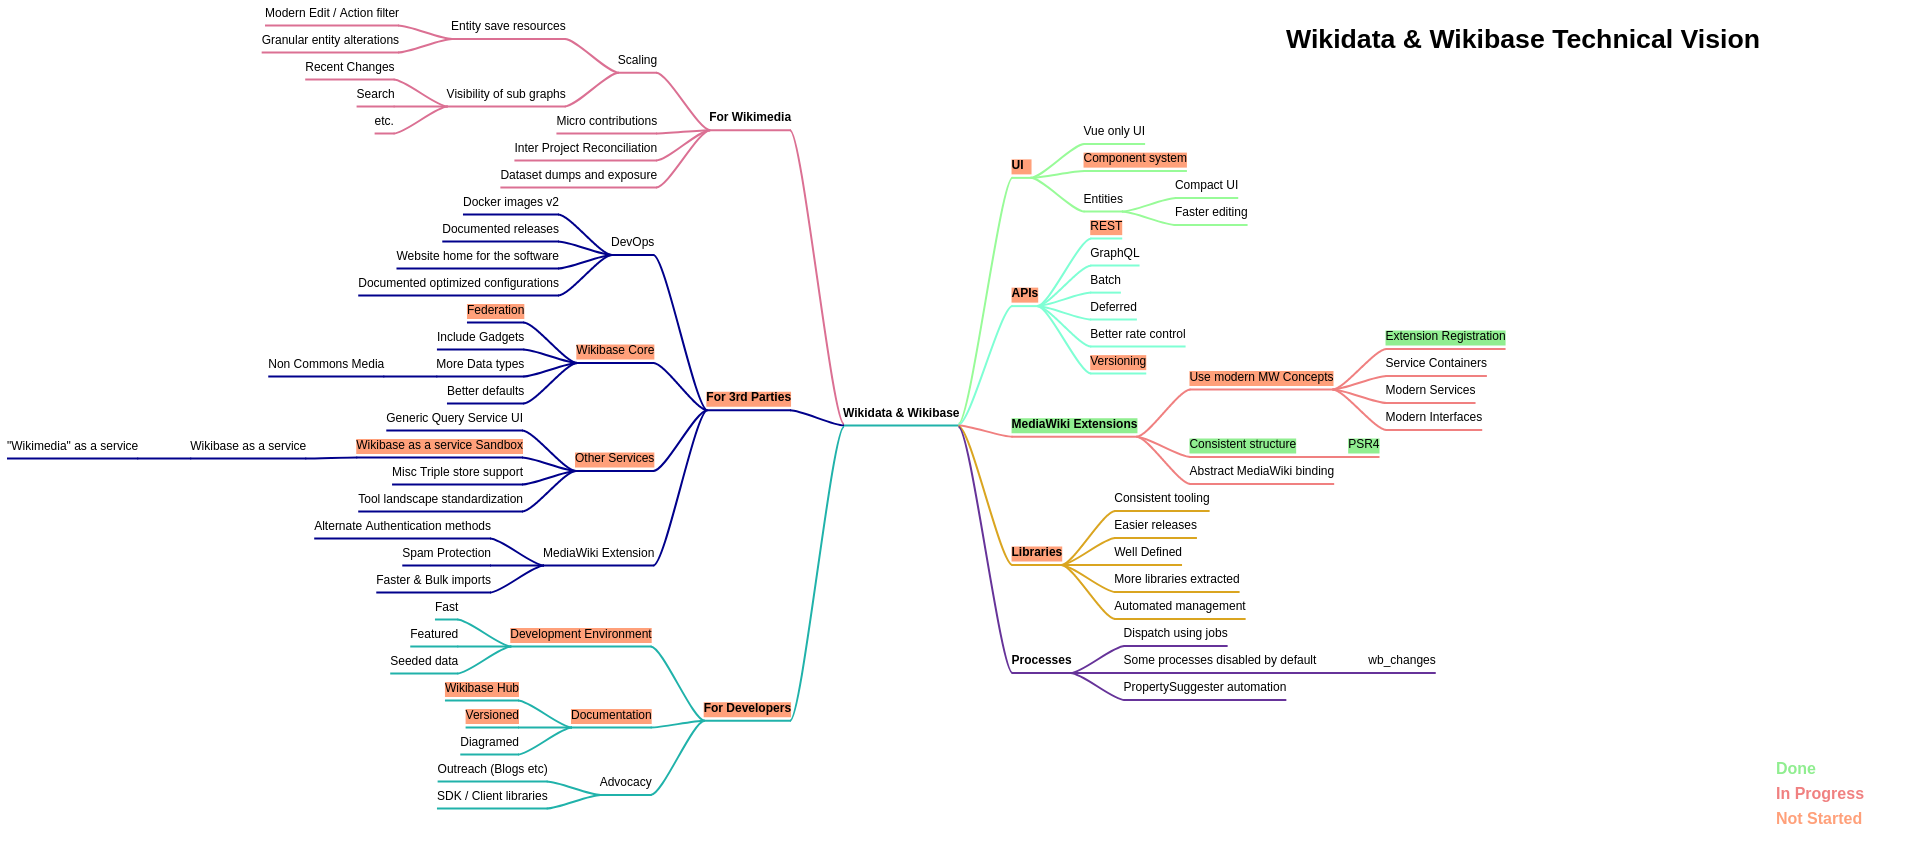 Wikidata & Wikibase Technical Vision
Modern Edit / Action filter
Granular entity alterations
Entity save resources
Recent Changes
Search
etc.
Visibility of sub graphs
Scaling
Micro contributions
Inter Project Reconciliation
Dataset dumps and exposure
For Wikimedia
Docker images v2
Documented releases
Website home for the software
Documented optimized configurations
DevOps
Federation
Include Gadgets
Non Commons Media
More Data types
Better defaults
Wikibase Core
Generic Query Service UI
"Wikimedia" as a service
Wikibase as a service
Wikibase as a service Sandbox
Misc Triple store support
Tool landscape standardization
Other Services
Alternate Authentication methods
Spam Protection
Faster & Bulk imports
MediaWiki Extension
For 3rd Parties
Fast
Featured
Seeded data
Development Environment
Wikibase Hub
Versioned
Diagramed
Documentation
Outreach (Blogs etc)
SDK / Client libraries
Advocacy
For Developers
Wikidata & Wikibase
UI
Vue only UI
Component system
Entities
Compact UI
Faster editing
APIs
REST
GraphQL
Batch
Deferred
Better rate control
Versioning
MediaWiki Extensions
Use modern MW Concepts
Extension Registration
Service Containers
Modern Services
Modern Interfaces
Consistent structure
PSR4
Abstract MediaWiki binding
Libraries
Consistent tooling
Easier releases
Well Defined
More libraries extracted
Automated management
Processes
Dispatch using jobs
Some processes disabled by default
wb_changes
PropertySuggester automation
Done
In Progress
Not Started